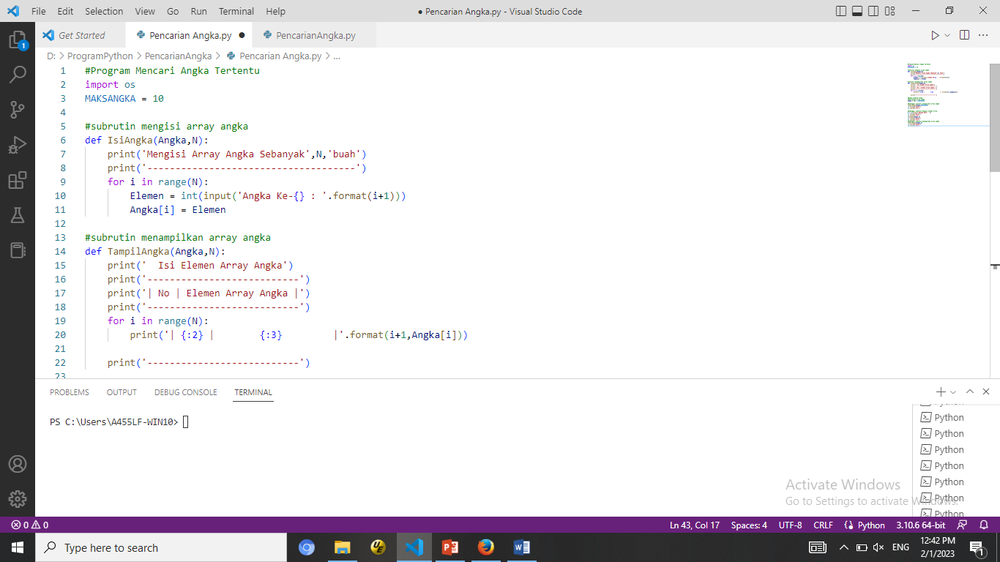 File Edit Selection View Go Run Terminal Help ● Pencarian Angka.py - Visual Studio Code
Get Started Pencarian Angka.py ● PencarianAngka.py
D: > ProgramPython > PencarianAngka > Pencarian Angka.py > ...
1 #Program Mencari Angka Tertentu
2 import os
3 MAKSANGKA = 10
4
5 #subrutin mengisi array angka
6 def IsiAngka(Angka,N):
7     print('Mengisi Array Angka Sebanyak',N,'buah')
8     print('-------------------------------------')
9     for i in range(N):
10         Elemen = int(input('Angka Ke-{} : '.format(i+1)))
11         Angka[i] = Elemen
12
13 #subrutin menampilkan array angka
14 def TampilAngka(Angka,N):
15     print('  Isi Elemen Array Angka')
16     print('---------------------------')
17     print('| No | Elemen Array Angka |')
18     print('---------------------------')
19     for i in range(N):
20         print('| {:2} |        {:3}         |'.format(i+1,Angka[i]))
21
22     print('---------------------------')
23
PROBLEMS OUTPUT DEBUG CONSOLE TERMINAL
PS C:\Users\A455LF-WIN10>
Python
Python
Python
Python
Python
Python
Python
Python
Activate Windows
Go to Settings to activate Windows.
1
0 0 Ln 43, Col 17 Spaces: 4 UTF-8 CRLF Python 3.10.6 64-bit
Type here to search ENG 12:42 PM
2/1/2023
1